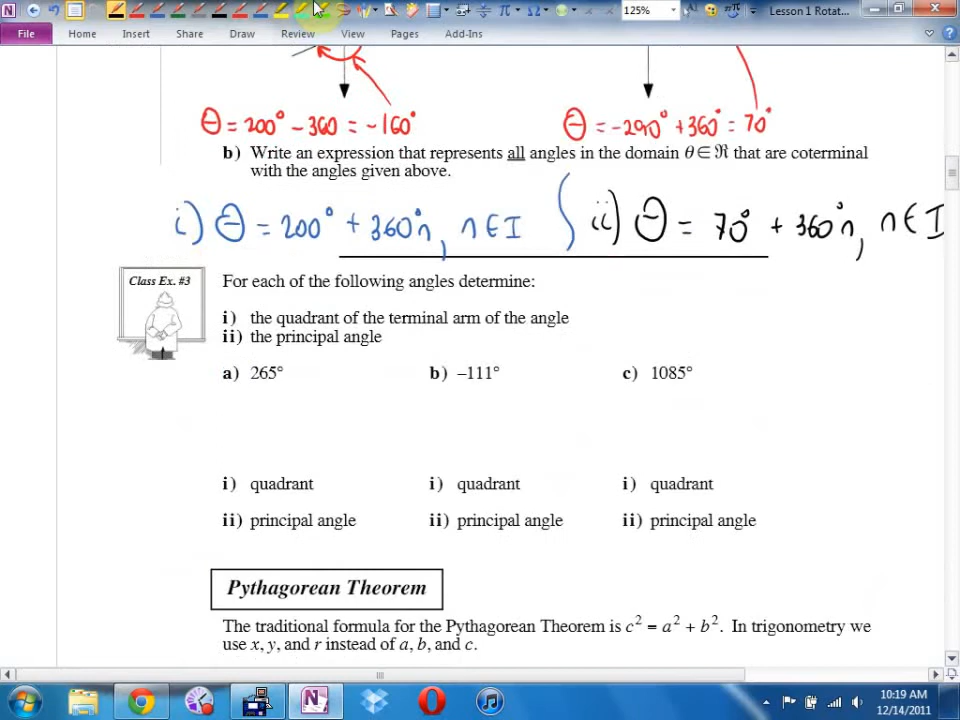 125%
Lesson 1 Rotat...
File Home Insert Share Draw Review View Pages Add-Ins
θ = 200° - 360 = -160°
θ = -290° + 360° = 70°
b) Write an expression that represents all angles in the domain θ ∈ ℜ that are coterminal
with the angles given above.
i) θ = 200° + 360°n, n ∈ I
ii) θ = 70° + 360°n, n ∈ I
Class Ex. #3
For each of the following angles determine:
i) the quadrant of the terminal arm of the angle
ii) the principal angle
a) 265° b) –111° c) 1085°
i) quadrant i) quadrant i) quadrant
ii) principal angle ii) principal angle ii) principal angle
Pythagorean Theorem
The traditional formula for the Pythagorean Theorem is c² = a² + b². In trigonometry we
use x, y, and r instead of a, b, and c.
10:19 AM
12/14/2011